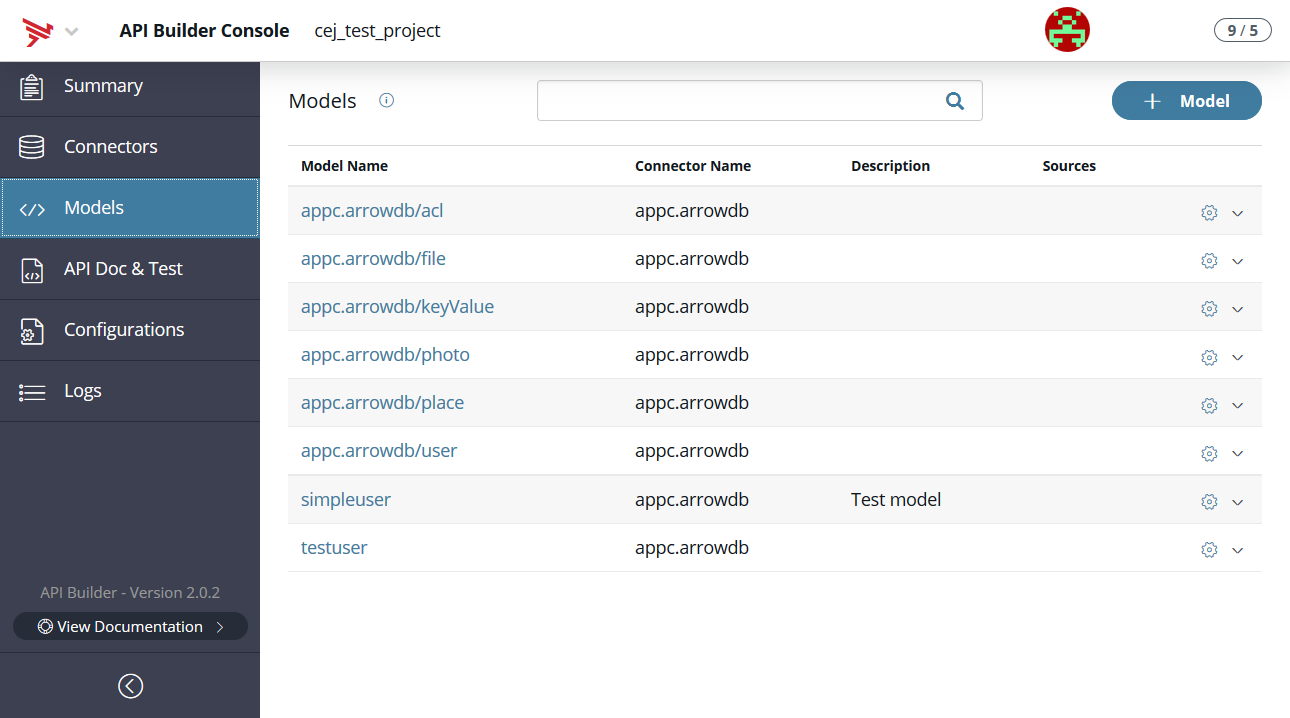 API Builder Console cej_test_project 9 / 5
Summary
Connectors
Models
API Doc & Test
Configurations
Logs
API Builder - Version 2.0.2
View Documentation
Models
+ Model
Model Name Connector Name Description Sources
appc.arrowdb/acl appc.arrowdb
appc.arrowdb/file appc.arrowdb
appc.arrowdb/keyValue appc.arrowdb
appc.arrowdb/photo appc.arrowdb
appc.arrowdb/place appc.arrowdb
appc.arrowdb/user appc.arrowdb
simpleuser appc.arrowdb Test model
testuser appc.arrowdb